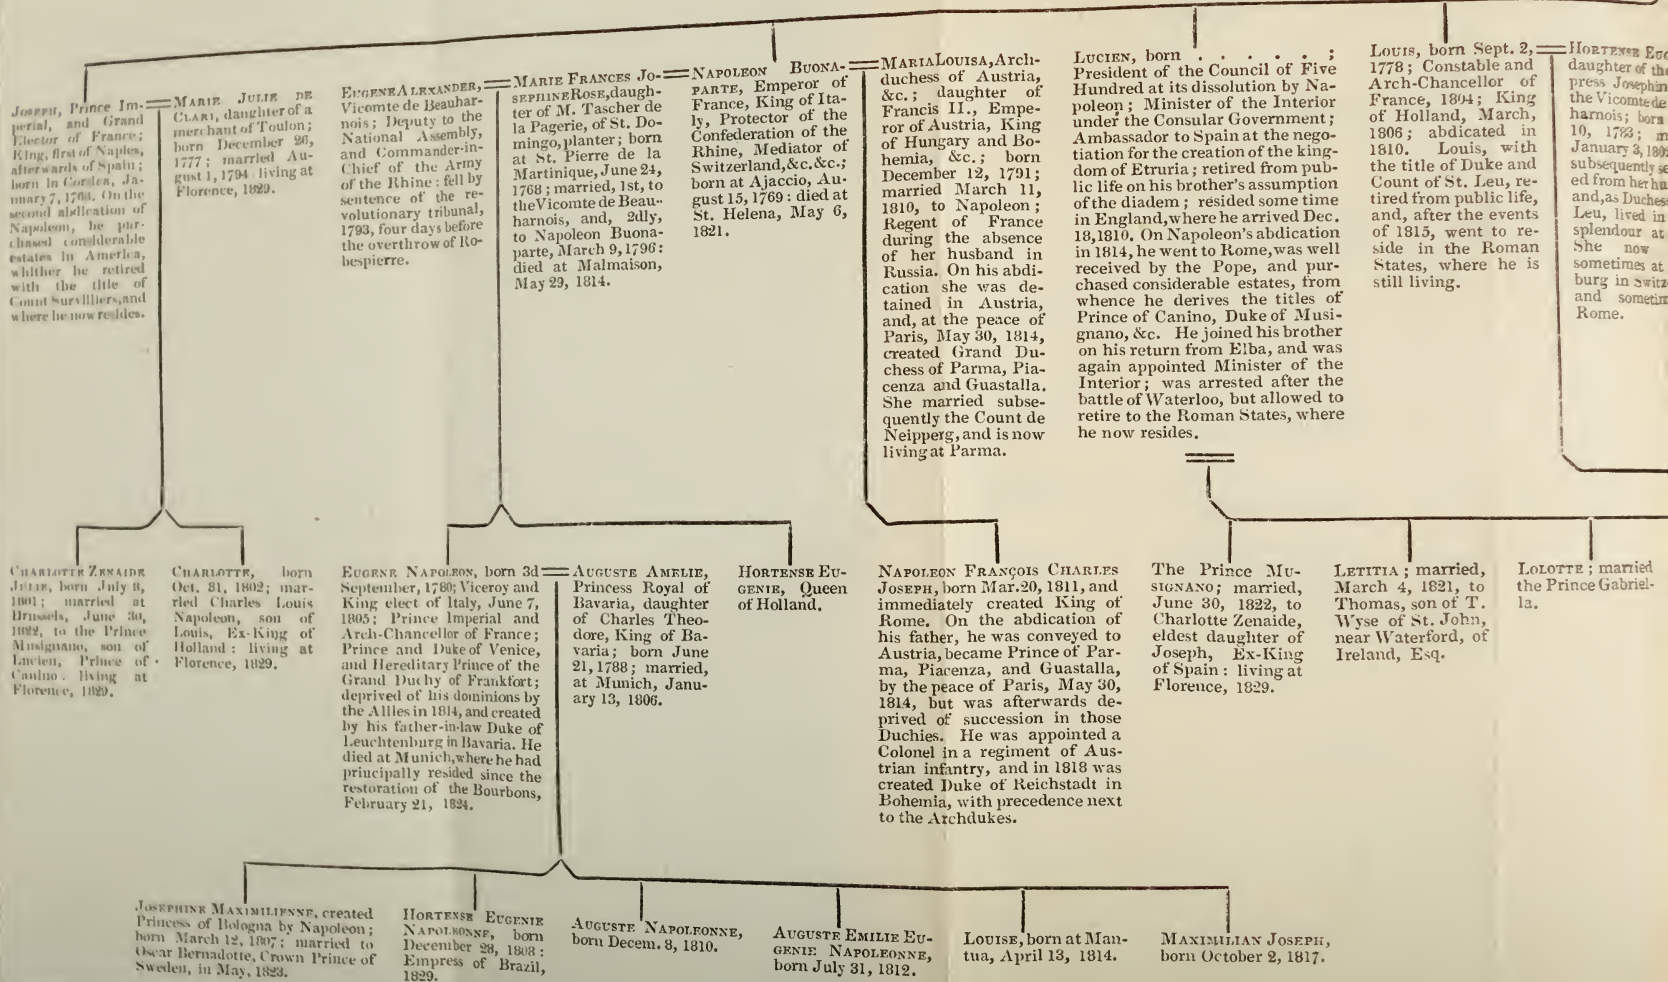 JOSEPH, Prince Im-
perial, and Grand
Elector of France;
King, first of Naples,
afterwards of Spain;
born in Corsica, Ja-
nuary 7, 1768. On the
second abdication of
Napoleon, he pur-
chased considerable
estates in America,
whither he retired
with the title of
Count Survilliers, and
where he now resides.
MARIE JULIE DE
CLARI, daughter of a
merchant of Toulon;
born December 26,
1777; married Au-
gust 1, 1794 living at
Florence, 1829.
EUGENE ALEXANDER,
Vicomte de Beauhar-
nois; Deputy to the
National Assembly,
and Commander-in-
Chief of the Army
of the Rhine: fell by
sentence of the re-
volutionary tribunal,
1793, four days before
the overthrow of Ro-
bespierre.
MARIE FRANCES JO-
SEPHINE ROSE, daugh-
ter of M. Tascher de
la Pagerie, of St. Do-
mingo, planter; born
at St. Pierre de la
Martinique, June 24,
1768; married, 1st, to
the Vicomte de Beau-
harnois, and, 2dly,
to Napoleon Buona-
parte, March 9, 1796:
died at Malmaison,
May 29, 1814.
NAPOLEON BUONA-
PARTE, Emperor of
France, King of Ita-
ly, Protector of the
Confederation of the
Rhine, Mediator of
Switzerland, &c. &c.;
born at Ajaccio, Au-
gust 15, 1769: died at
St. Helena, May 6,
1821.
MARIA LOUISA, Arch-
duchess of Austria,
&c.; daughter of
Francis II., Empe-
ror of Austria, King
of Hungary and Bo-
hemia, &c.; born
December 12, 1791;
married March 11,
1810, to Napoleon;
Regent of France
during the absence
of her husband in
Russia. On his abdi-
cation she was de-
tained in Austria,
and, at the peace of
Paris, May 30, 1814,
created Grand Du-
chess of Parma, Pia-
cenza and Guastalla.
She married subse-
quently the Count de
Neipperg, and is now
living at Parma.
LUCIEN, born . . . . . ;
President of the Council of Five
Hundred at its dissolution by Na-
poleon; Minister of the Interior
under the Consular Government;
Ambassador to Spain at the nego-
tiation for the creation of the king-
dom of Etruria; retired from pub-
lic life on his brother's assumption
of the diadem; resided some time
in England, where he arrived Dec.
18, 1810. On Napoleon's abdication
in 1814, he went to Rome, was well
received by the Pope, and pur-
chased considerable estates, from
whence he derives the titles of
Prince of Canino, Duke of Musi-
gnano, &c. He joined his brother
on his return from Elba, and was
again appointed Minister of the
Interior; was arrested after the
battle of Waterloo, but allowed to
retire to the Roman States, where
he now resides.
LOUIS, born Sept. 2,
1778; Constable and
Arch-Chancellor of
France, 1804; King
of Holland, March,
1806; abdicated in
1810. Louis, with
the title of Duke and
Count of St. Leu, re-
tired from public life,
and, after the events
of 1815, went to re-
side in the Roman
States, where he is
still living.
HORTENSE EUG
daughter of the
press Josephin
the Vicomte de
harnois; born
10, 1783; m
January 3, 180
subsequently se
ed from her hu
and, as Duches
Leu, lived in
splendour at
She now
sometimes at
burg in Switz
and sometim
Rome.
CHARLOTTE ZENAIDE
JULIE, born July 8,
1801; married at
Brussels, June 30,
1822, to the Prince
Musignano, son of
Lucien, Prince of
Canino. living at
Florence, 1829.
CHARLOTTE, born
Oct. 31, 1802; mar-
ried Charles Louis
Napoleon, son of
Louis, Ex-King of
Holland: living at
Florence, 1829.
EUGENE NAPOLEON, born 3d
September, 1780; Viceroy and
King elect of Italy, June 7,
1805; Prince Imperial and
Arch-Chancellor of France;
Prince and Duke of Venice,
and Hereditary Prince of the
Grand Duchy of Frankfort;
deprived of his dominions by
the Allies in 1814, and created
by his father-in-law Duke of
Leuchtenburg in Bavaria. He
died at Munich, where he had
principally resided since the
restoration of the Bourbons,
February 21, 1824.
AUGUSTE AMELIE,
Princess Royal of
Bavaria, daughter
of Charles Theo-
dore, King of Ba-
varia; born June
21, 1788; married,
at Munich, Janu-
ary 13, 1806.
HORTENSE EU-
GENIE, Queen
of Holland.
NAPOLEON FRANÇOIS CHARLES
JOSEPH, born Mar. 20, 1811, and
immediately created King of
Rome. On the abdication of
his father, he was conveyed to
Austria, became Prince of Par-
ma, Piacenza, and Guastalla,
by the peace of Paris, May 30,
1814, but was afterwards de-
prived of succession in those
Duchies. He was appointed a
Colonel in a regiment of Aus-
trian infantry, and in 1818 was
created Duke of Reichstadt in
Bohemia, with precedence next
to the Archdukes.
The Prince MU-
SIGNANO; married,
June 30, 1822, to
Charlotte Zenaide,
eldest daughter of
Joseph, Ex-King
of Spain: living at
Florence, 1829.
LETITIA; married,
March 4, 1821, to
Thomas, son of T.
Wyse of St. John,
near Waterford, of
Ireland, Esq.
LOLOTTE; married
the Prince Gabriel-
la.
JOSEPHINE MAXIMILIENNE, created
Princess of Bologna by Napoleon;
born March 12, 1807; married to
Oscar Bernadotte, Crown Prince of
Sweden, in May, 1823.
HORTENSE EUGENIE
NAPOLEONNE, born
December 28, 1808:
Empress of Brazil,
1829.
AUGUSTE NAPOLEONNE,
born Decem. 8, 1810.
AUGUSTE EMILIE EU-
GENIE NAPOLEONNE,
born July 31, 1812.
LOUISE, born at Man-
tua, April 13, 1814.
MAXIMILIAN JOSEPH,
born October 2, 1817.